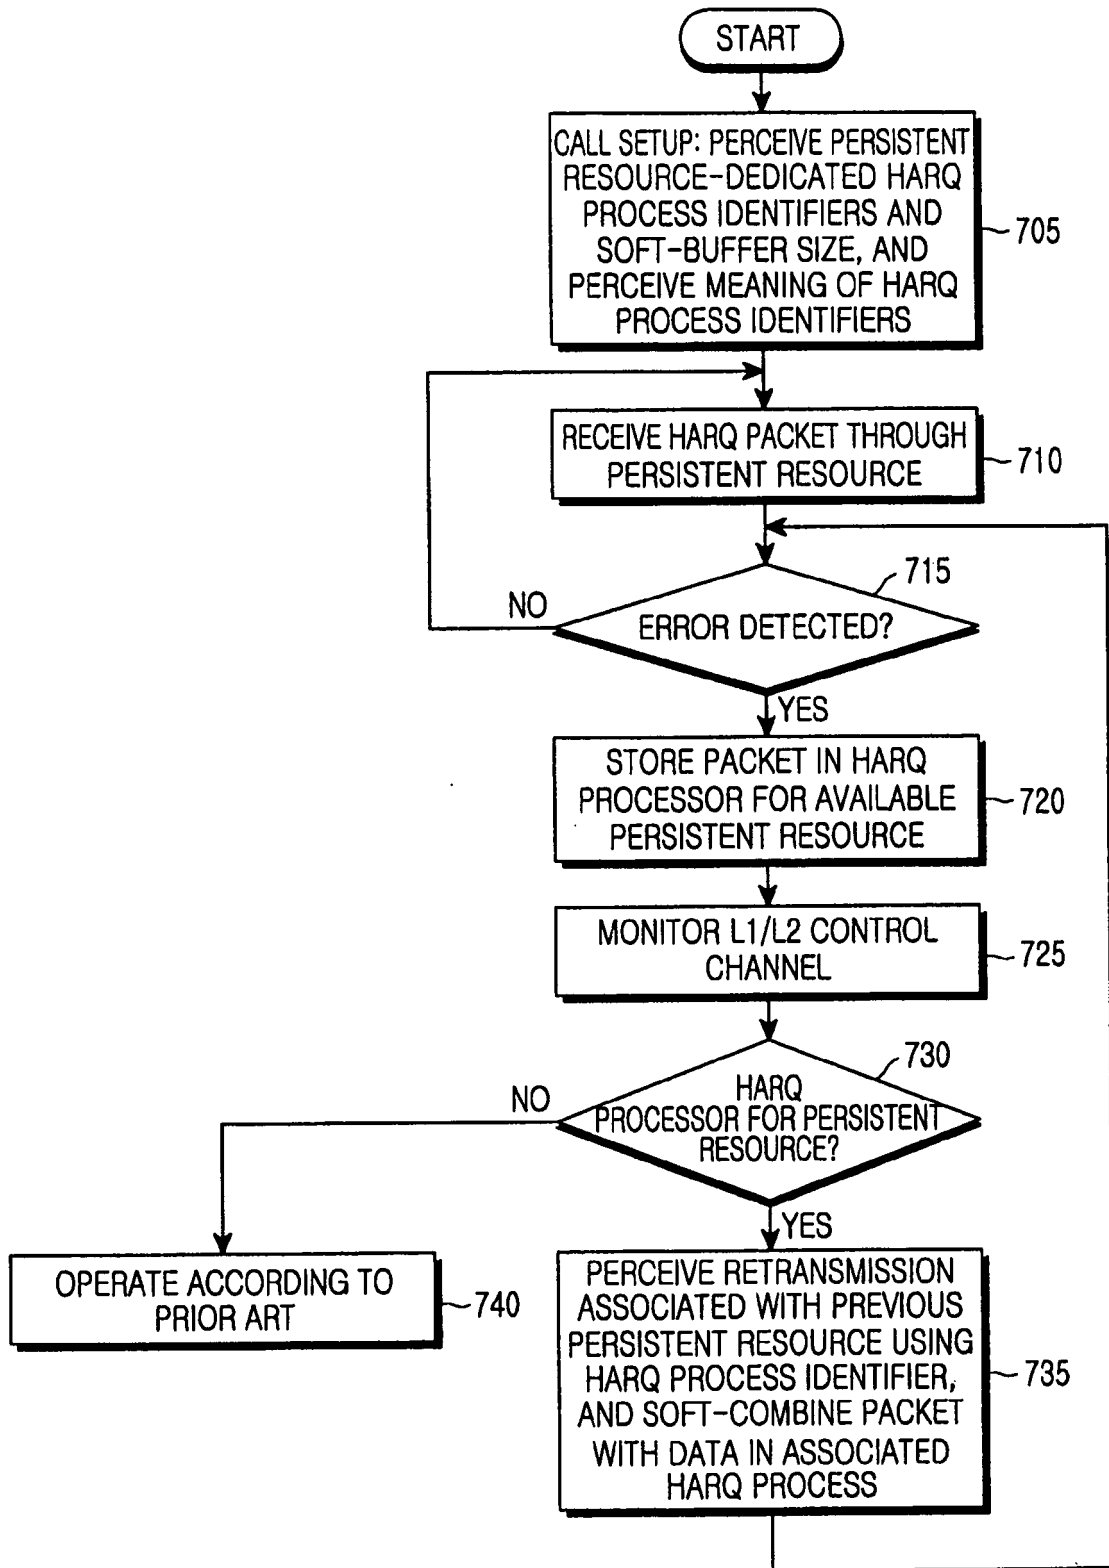 START
CALL SETUP: PERCEIVE PERSISTENT
RESOURCE-DEDICATED HARQ
PROCESS IDENTIFIERS AND
SOFT-BUFFER SIZE, AND
PERCEIVE MEANING OF HARQ
PROCESS IDENTIFIERS
705
RECEIVE HARQ PACKET THROUGH
PERSISTENT RESOURCE
710
715
NO
ERROR DETECTED?
YES
STORE PACKET IN HARQ
PROCESSOR FOR AVAILABLE
PERSISTENT RESOURCE
720
MONITOR L1/L2 CONTROL
CHANNEL
725
730
NO
HARQ
PROCESSOR FOR PERSISTENT
RESOURCE?
YES
OPERATE ACCORDING TO
PRIOR ART
740
PERCEIVE RETRANSMISSION
ASSOCIATED WITH PREVIOUS
PERSISTENT RESOURCE USING
HARQ PROCESS IDENTIFIER,
AND SOFT-COMBINE PACKET
WITH DATA IN ASSOCIATED
HARQ PROCESS
735